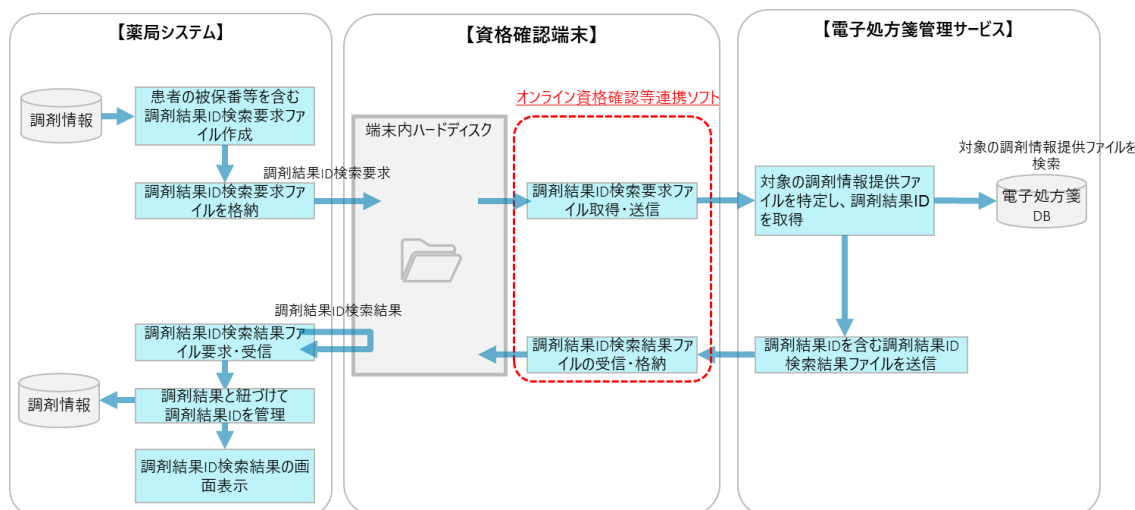 【薬局システム】
【資格確認端末】
【電子処方箋管理サービス】
調剤情報
患者の被保番等を含む
調剤結果ID検索要求ファ
イル作成
調剤結果ID検索要求ファイ
ルを格納
調剤結果ID検索要求
端末内ハードディスク
オンライン資格確認等連携ソフト
調剤結果ID検索要求ファ
イル取得・送信
対象の調剤情報提供ファ
イルを特定し、調剤結果ID
を取得
対象の調剤情報提供ファイルを
検索
電子処方箋
DB
調剤結果IDを含む調剤結果ID
検索結果ファイルを送信
調剤結果ID検索結果ファ
イルの受信・格納
調剤結果ID検索結果
調剤結果ID検索結果ファ
イル要求・受信
調剤結果と紐づけて
調剤結果IDを管理
調剤情報
調剤結果ID検索結果の画
面表示